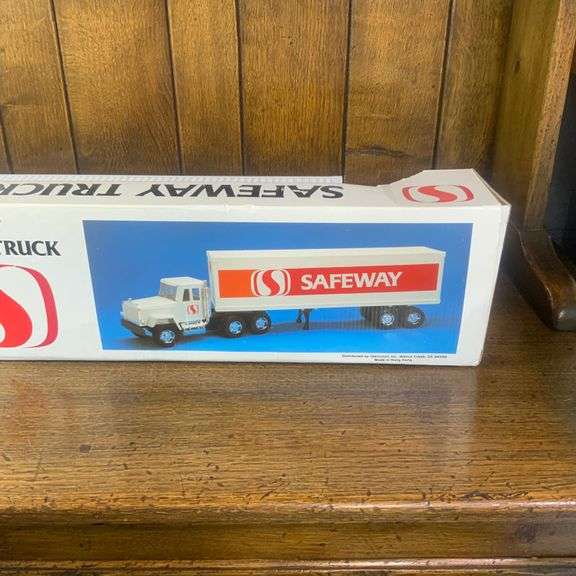 SAFEWAY TRUCK
TRUCK
S SAFEWAY
Made in Hong Kong